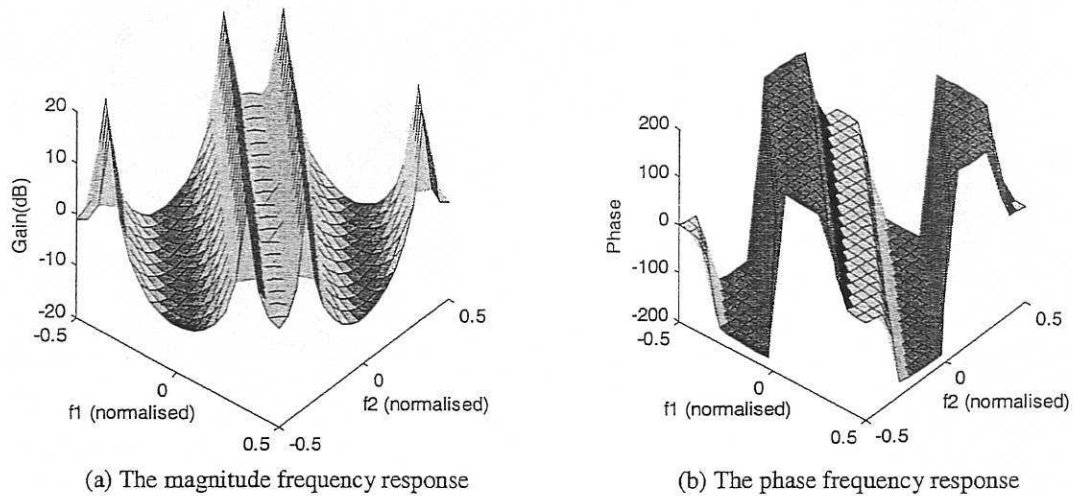 20
10
0
-10
-20
Gain(dB)
-0.5
0
0.5
f1 (normalised)
-0.5
0
0.5
f2 (normalised)
(a) The magnitude frequency response
200
100
0
-100
-200
Phase
-0.5
0
0.5
f1 (normalised)
-0.5
0
0.5
f2 (normalised)
(b) The phase frequency response